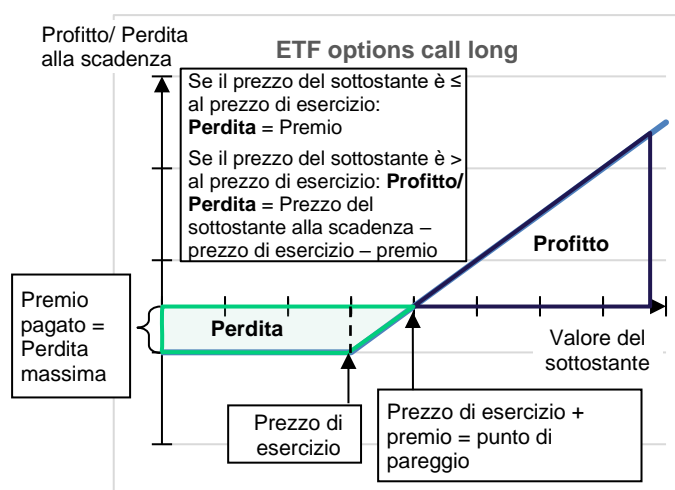 Profitto/ Perdita
alla scadenza
ETF options call long
Se il prezzo del sottostante è ≤
al prezzo di esercizio:
Perdita = Premio
Se il prezzo del sottostante è >
al prezzo di esercizio: Profitto/
Perdita = Prezzo del
sottostante alla scadenza –
prezzo di esercizio – premio
Profitto
Premio
pagato =
Perdita
massima
Perdita
Valore del
sottostante
Prezzo di
esercizio
Prezzo di esercizio +
premio = punto di
pareggio